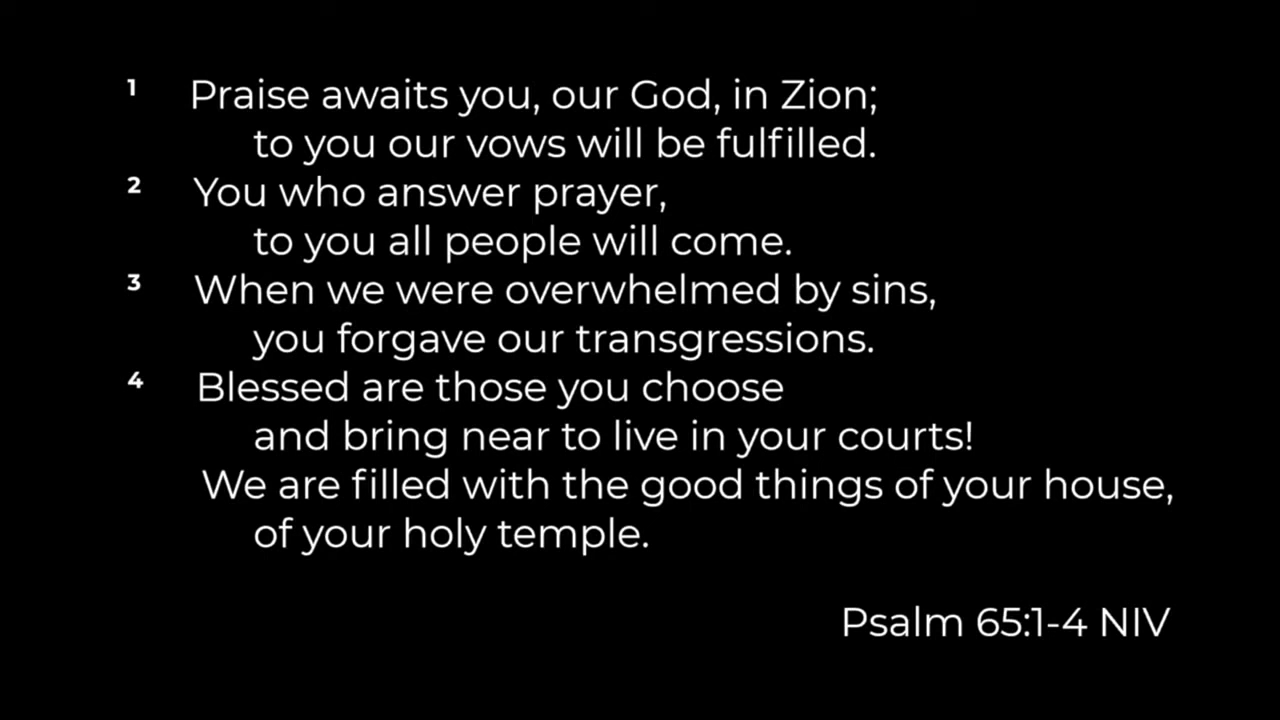 1 Praise awaits you, our God, in Zion;
to you our vows will be fulfilled.
2 You who answer prayer,
to you all people will come.
3 When we were overwhelmed by sins,
you forgave our transgressions.
4 Blessed are those you choose
and bring near to live in your courts!
We are filled with the good things of your house,
of your holy temple.
Psalm 65:1-4 NIV